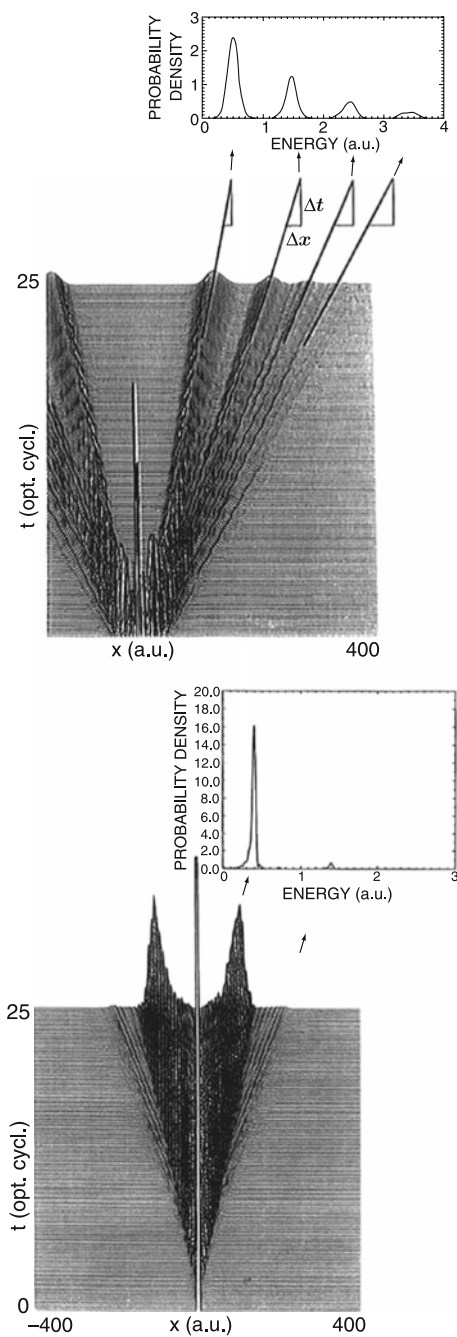 PROBABILITY
DENSITY
3
2
1
0
0 1 2 3 4
ENERGY (a.u.)
Δt
Δx
25
t (opt. cycl.)
x (a.u.) 400
PROBABILITY DENSITY
20.0
18.0
16.0
14.0
12.0
10.0
8.0
6.0
4.0
2.0
0.0
0 1 2 3
ENERGY (a.u.)
25
t (opt. cycl.)
0
−400 x (a.u.) 400